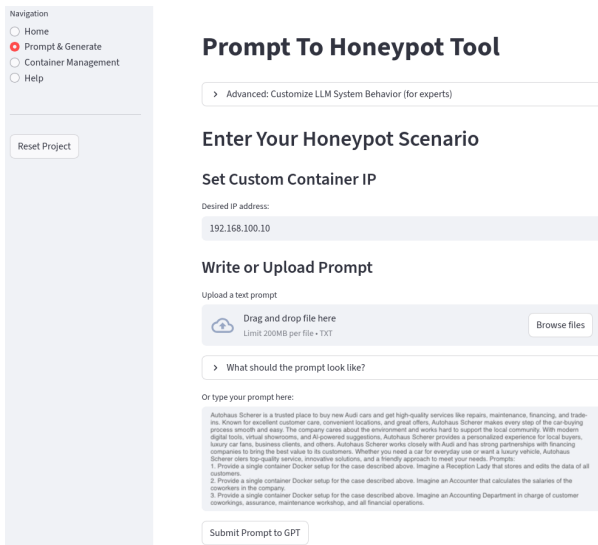 Navigation
Home
Prompt & Generate
Container Management
Help
Reset Project
Prompt To Honeypot Tool
Advanced: Customize LLM System Behavior (for experts)
Enter Your Honeypot Scenario
Set Custom Container IP
Desired IP address:
192.168.100.10
Write or Upload Prompt
Upload a text prompt
Drag and drop file here
Limit 200MB per file • TXT
Browse files
What should the prompt look like?
Or type your prompt here:
Autohaus Scherer is a trusted place to buy new Audi cars and get high-quality services like repairs, maintenance, financing, and trade-
ins. Known for excellent customer care, convenient locations, and great offers, Autohaus Scherer makes every step of the car-buying
process smooth and easy. The company cares about the environment and works hard to support the local community. With modern
digital tools, virtual showrooms, and AI-powered suggestions, Autohaus Scherer provides a personalized experience for local buyers,
luxury car fans, business clients, and others. Autohaus Scherer works closely with Audi and has strong partnerships with financing
companies to bring the best value to its customers. Whether you need a car for everyday use or want a luxury vehicle, Autohaus
Scherer offers top-quality service, innovative solutions, and a friendly approach to meet your needs. Prompts:
1. Provide a single container Docker setup for the case described above. Imagine a Reception Lady that stores and edits the data of all
customers.
2. Provide a single container Docker setup for the case described above. Imagine an Accounter that calculates the salaries of the
coworkers in the company.
3. Provide a single container Docker setup for the case described above. Imagine an Accounting Department in charge of customer
coworkings, assurance, maintenance workshop, and all financial operations.
Submit Prompt to GPT